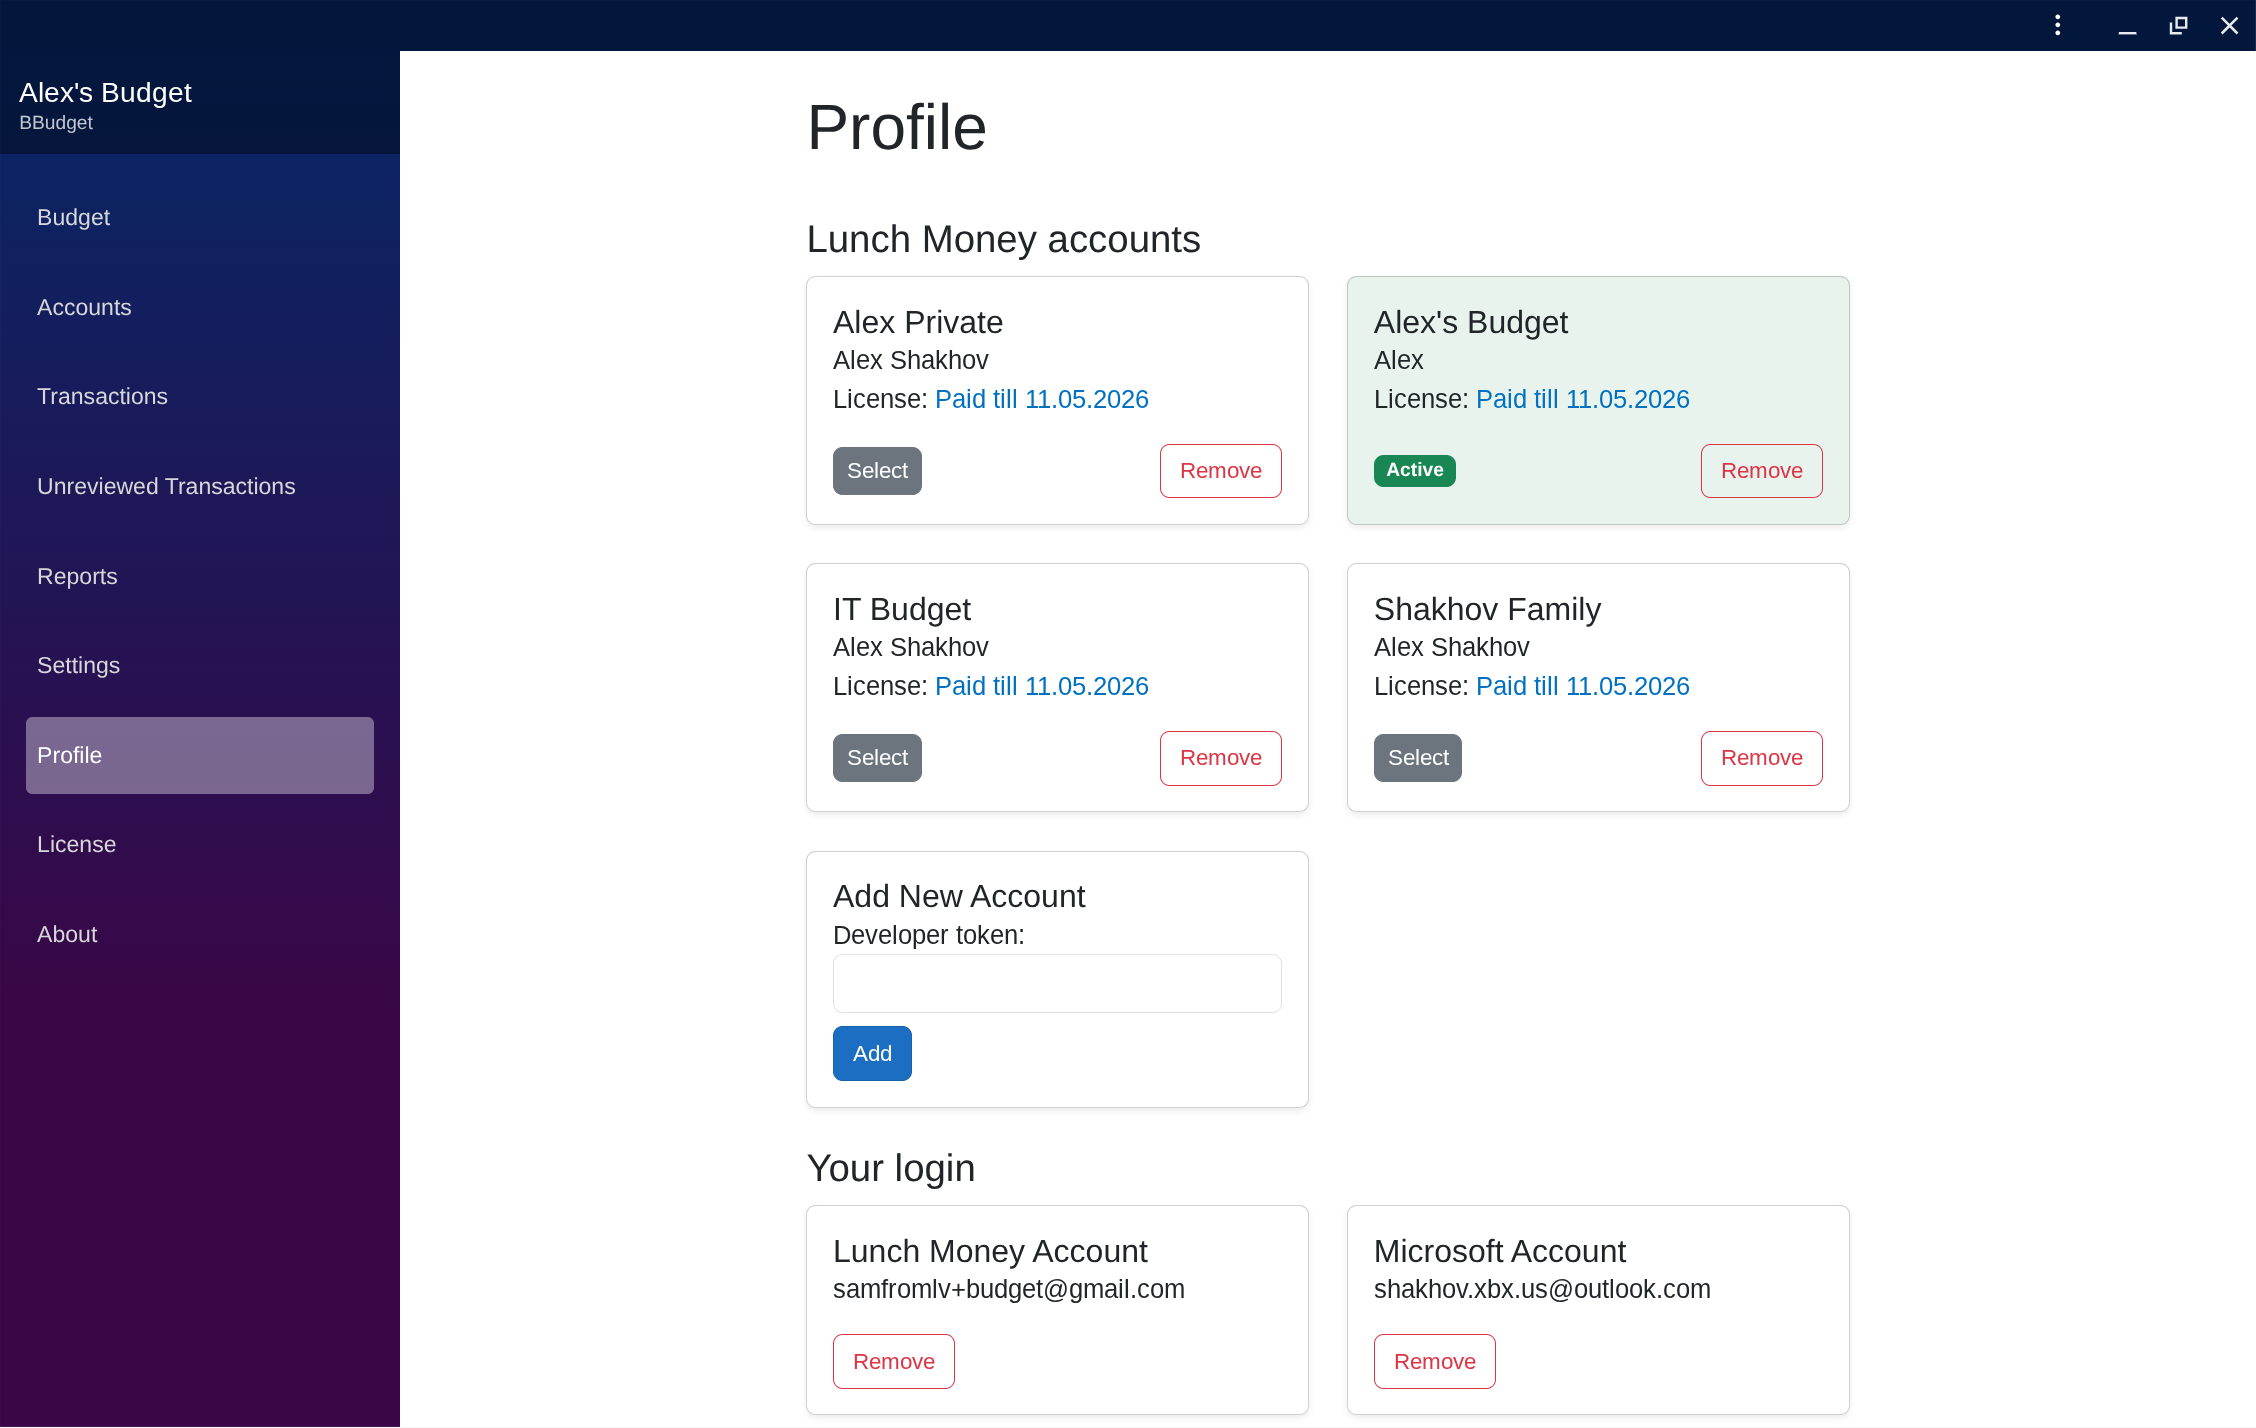 Alex's Budget
BBudget
Budget
Accounts
Transactions
Unreviewed Transactions
Reports
Settings
Profile
License
About
Profile
Lunch Money accounts
Alex Private
Alex Shakhov
License: Paid till 11.05.2026
Select
Remove
Alex's Budget
Alex
License: Paid till 11.05.2026
Active
Remove
IT Budget
Alex Shakhov
License: Paid till 11.05.2026
Select
Remove
Shakhov Family
Alex Shakhov
License: Paid till 11.05.2026
Select
Remove
Add New Account
Developer token:
Add
Your login
Lunch Money Account
samfromlv+budget@gmail.com
Remove
Microsoft Account
shakhov.xbx.us@outlook.com
Remove